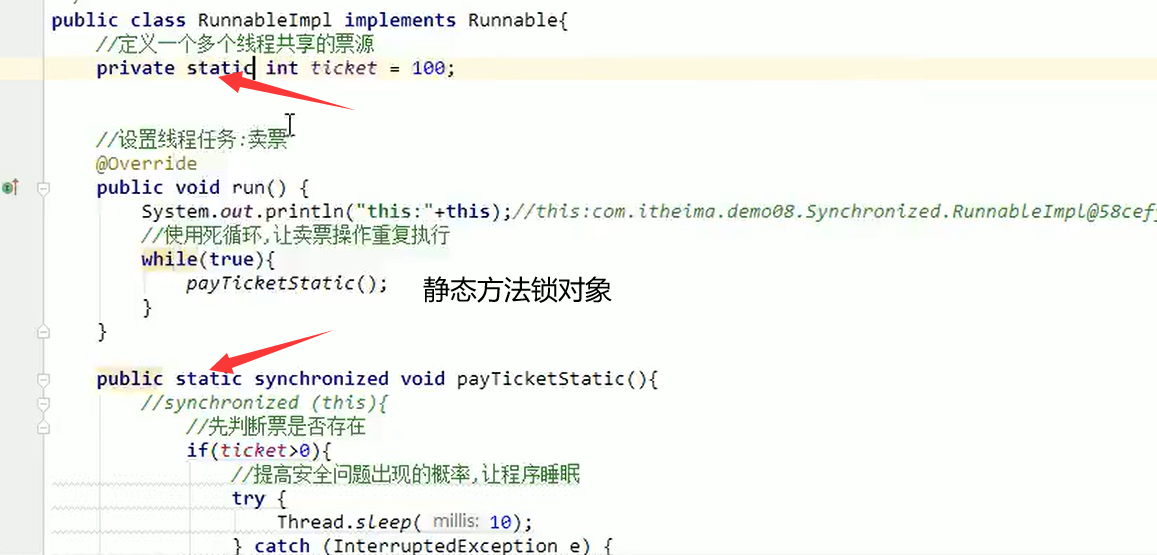 public class RunnableImpl implements Runnable{
//定义一个多个线程共享的票源
private static int ticket = 100;
//设置线程任务:卖票
@Override
public void run() {
System.out.println("this:"+this);//this:com.itheima.demo08.Synchronized.RunnableImpl@58cef
//使用死循环,让卖票操作重复执行
while(true){
payTicketStatic();
静态方法锁对象
}
}
public static synchronized void payTicketStatic(){
//synchronized (this){
//先判断票是否存在
if(ticket>0){
//提高安全问题出现的概率,让程序睡眠
try {
Thread.sleep( millis: 10);
} catch (InterruptedException e) {